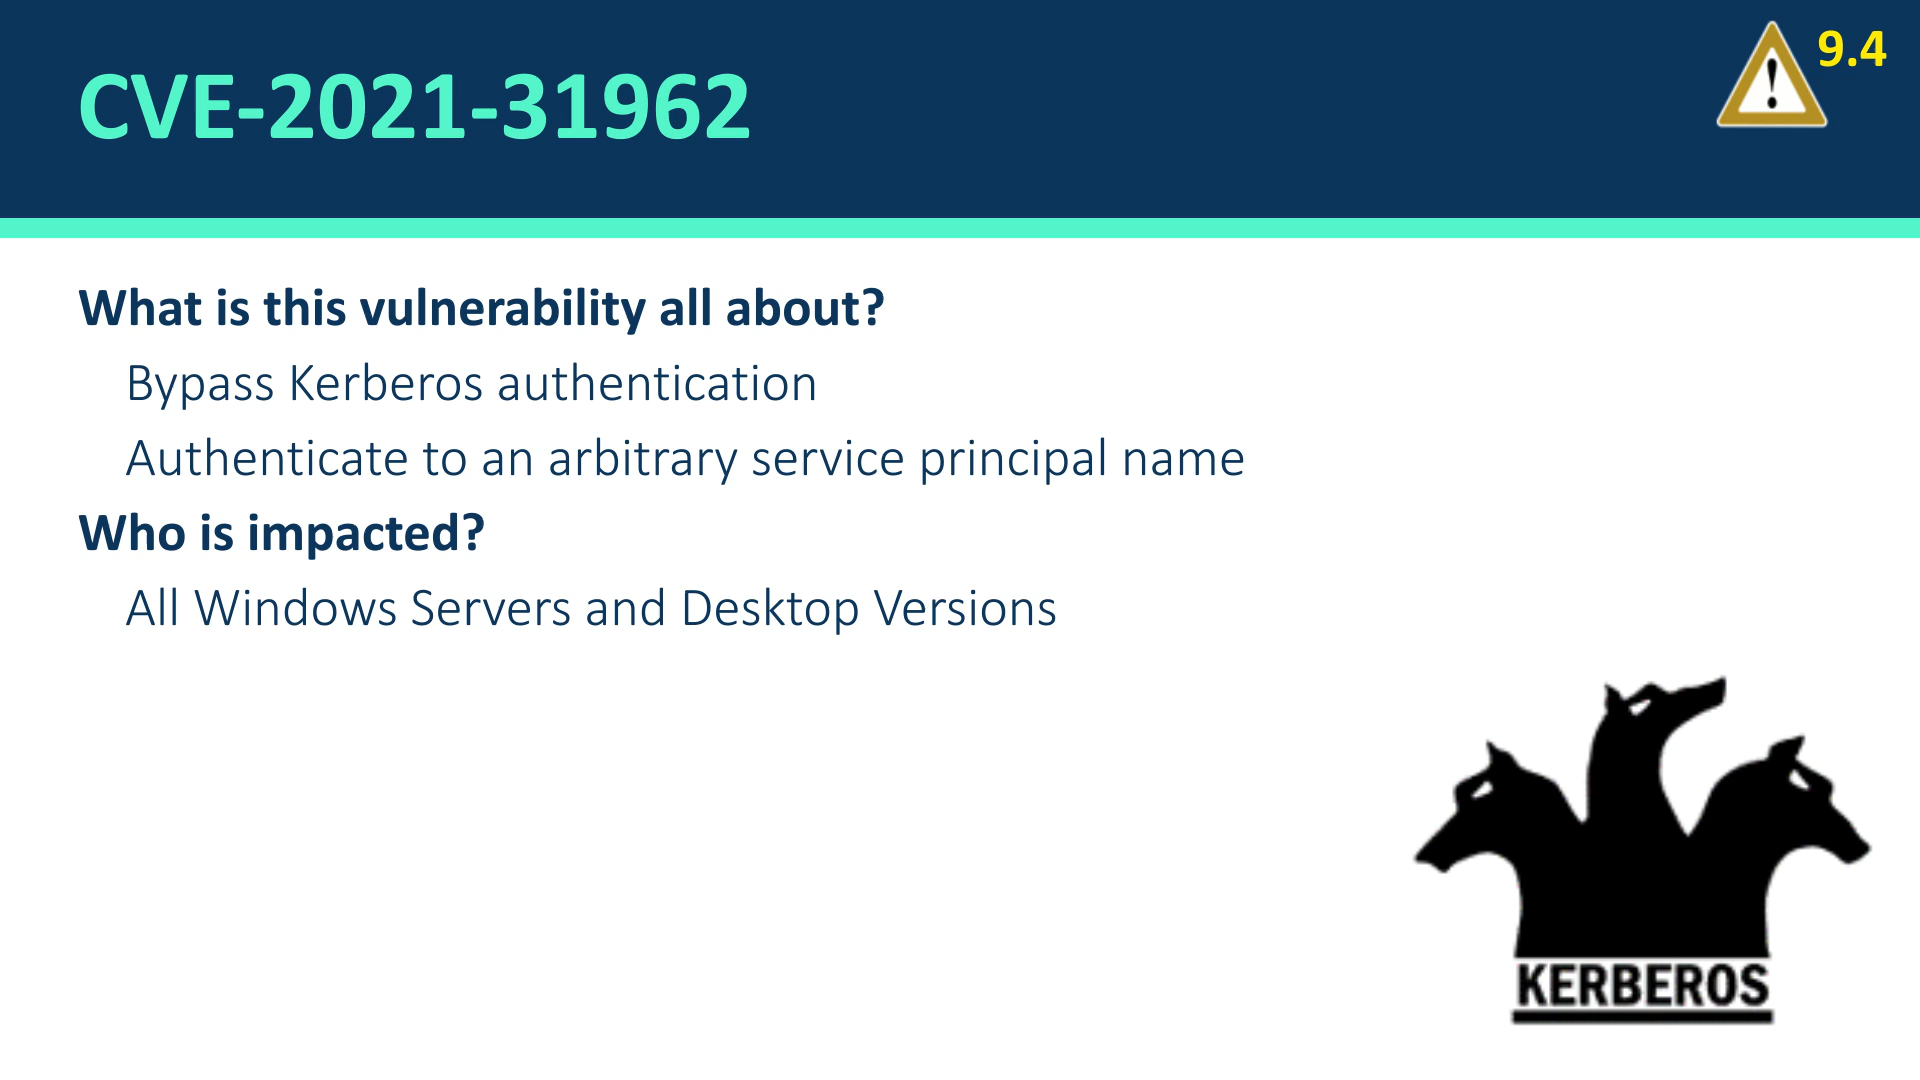 CVE-2021-31962
9.4
What is this vulnerability all about?
Bypass Kerberos authentication
Authenticate to an arbitrary service principal name
Who is impacted?
All Windows Servers and Desktop Versions
KERBEROS